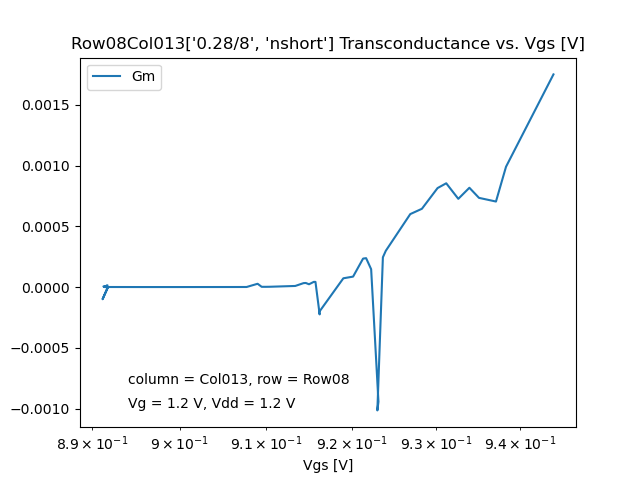 Row08Col013['0.28/8', 'nshort'] Transconductance vs. Vgs [V]
Gm
0.0015
0.0010
0.0005
0.0000
−0.0005
−0.0010
column = Col013, row = Row08
Vg = 1.2 V, Vdd = 1.2 V
8.9 × 10⁻¹ 9 × 10⁻¹ 9.1 × 10⁻¹ 9.2 × 10⁻¹ 9.3 × 10⁻¹ 9.4 × 10⁻¹
Vgs [V]